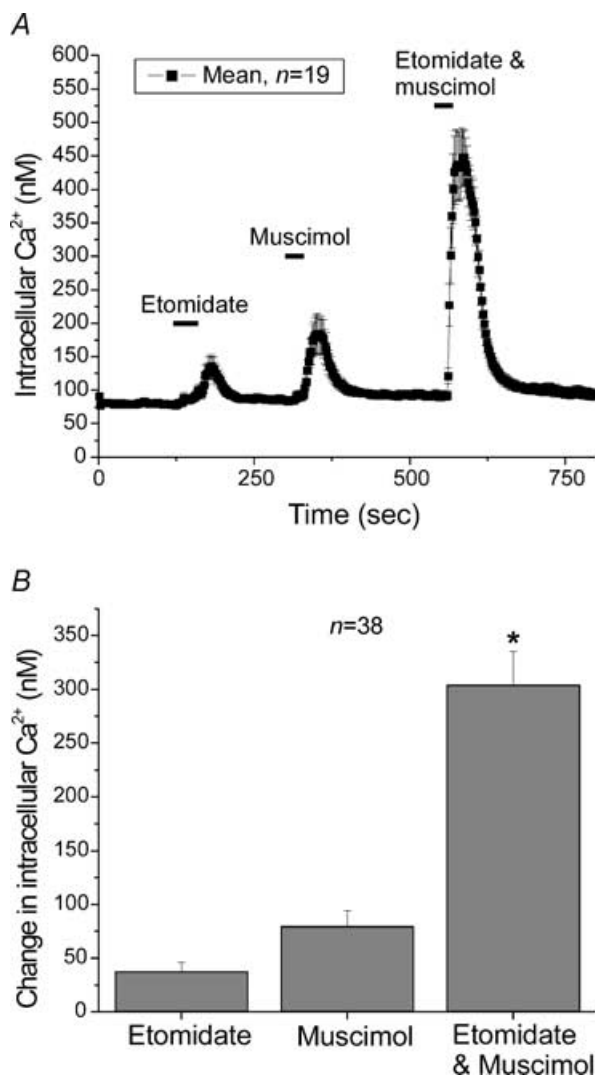 A
Intracellular Ca²⁺ (nM)
600
550
500
450
400
350
300
250
200
150
100
50
0
Mean, n=19
Etomidate &
muscimol
Muscimol
Etomidate
0 250 500 750
Time (sec)
B
Change in intracellular Ca²⁺ (nM)
350
300
250
200
150
100
50
0
n=38
*
Etomidate Muscimol Etomidate
& Muscimol